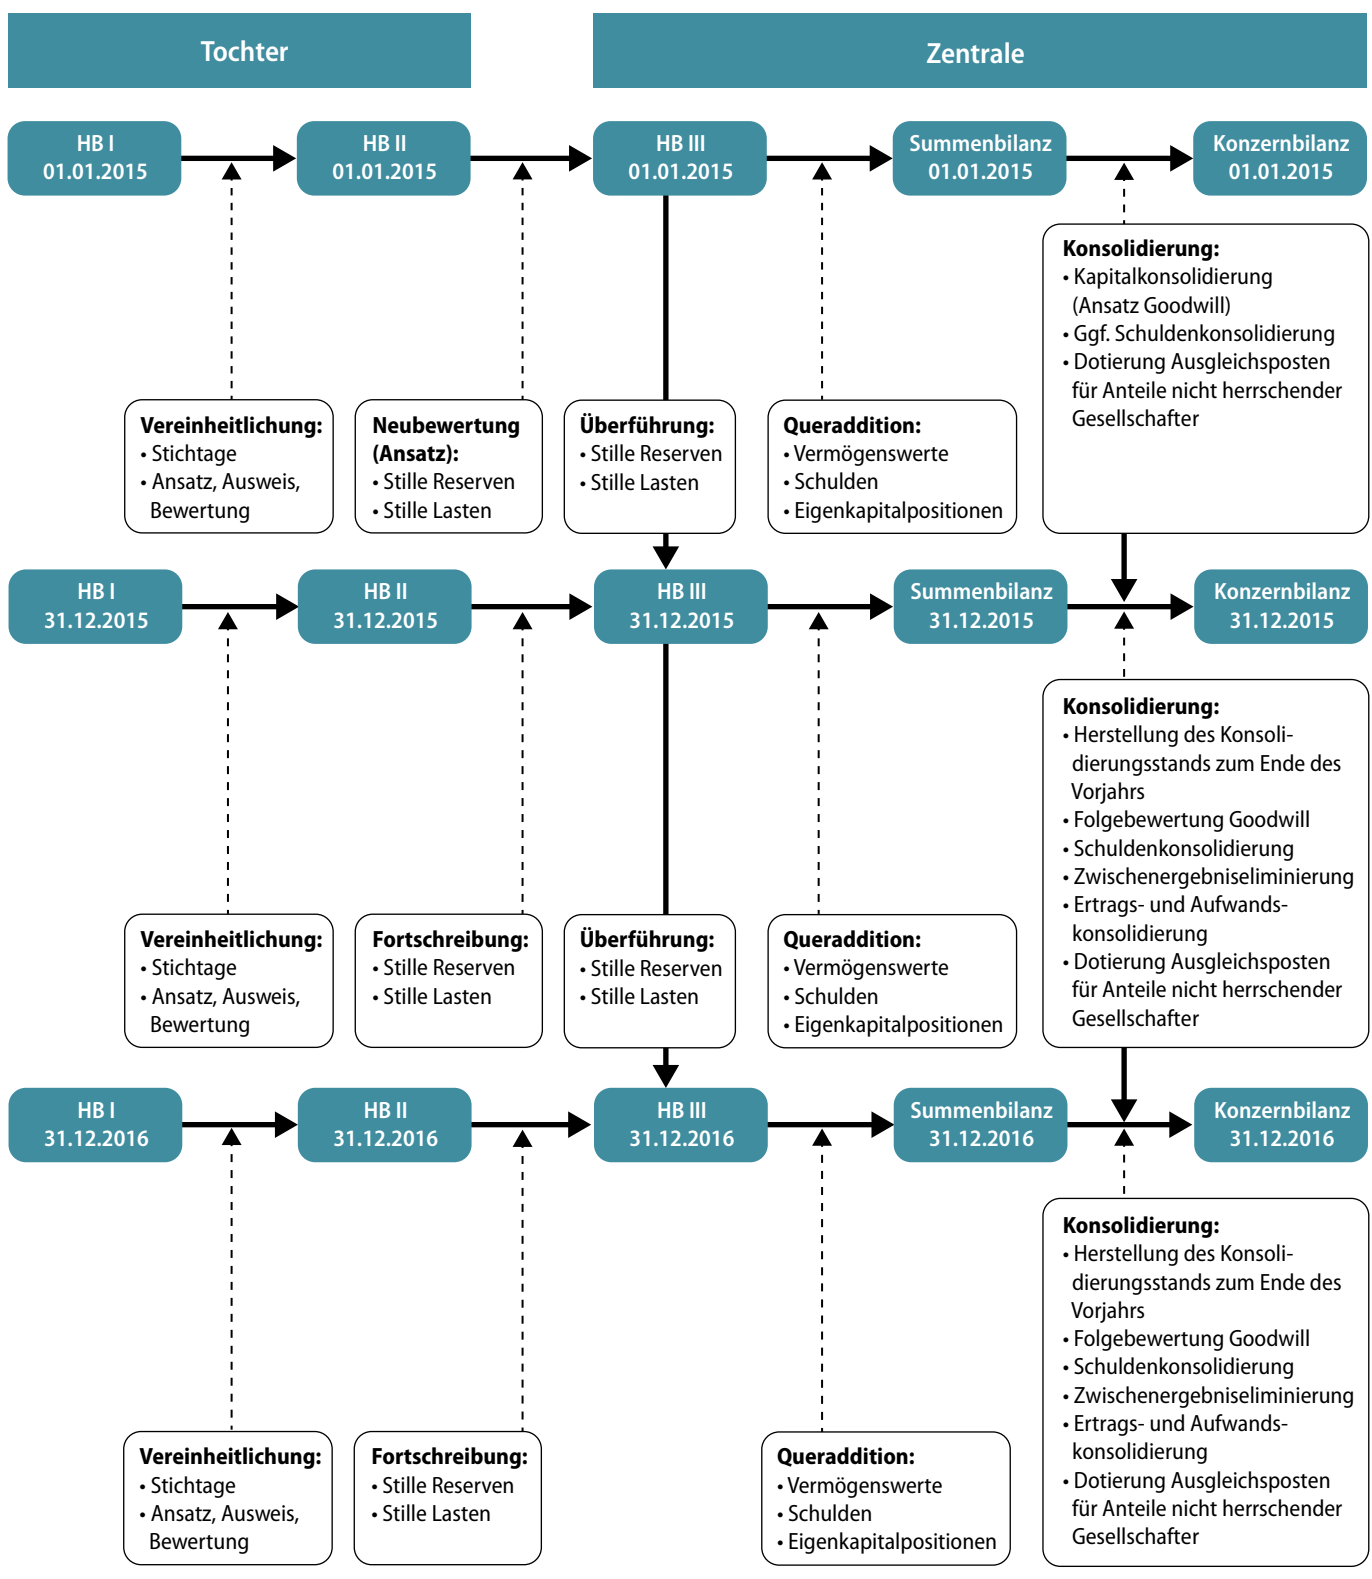 Tochter
Zentrale
HB I
01.01.2015
HB II
01.01.2015
HB III
01.01.2015
Summenbilanz
01.01.2015
Konzernbilanz
01.01.2015
Vereinheitlichung:
• Stichtage
• Ansatz, Ausweis,
Bewertung
Neubewertung
(Ansatz):
• Stille Reserven
• Stille Lasten
Überführung:
• Stille Reserven
• Stille Lasten
Queraddition:
• Vermögenswerte
• Schulden
• Eigenkapitalpositionen
Konsolidierung:
• Kapitalkonsolidierung
(Ansatz Goodwill)
• Ggf. Schuldenkonsolidierung
• Dotierung Ausgleichsposten
für Anteile nicht herrschender
Gesellschafter
HB I
31.12.2015
HB II
31.12.2015
HB III
31.12.2015
Summenbilanz
31.12.2015
Konzernbilanz
31.12.2015
Vereinheitlichung:
• Stichtage
• Ansatz, Ausweis,
Bewertung
Fortschreibung:
• Stille Reserven
• Stille Lasten
Überführung:
• Stille Reserven
• Stille Lasten
Queraddition:
• Vermögenswerte
• Schulden
• Eigenkapitalpositionen
Konsolidierung:
• Herstellung des Konsoli-
dierungsstands zum Ende des
Vorjahrs
• Folgebewertung Goodwill
• Schuldenkonsolidierung
• Zwischenergebniseliminierung
• Ertrags- und Aufwands-
konsolidierung
• Dotierung Ausgleichsposten
für Anteile nicht herrschender
Gesellschafter
HB I
31.12.2016
HB II
31.12.2016
HB III
31.12.2016
Summenbilanz
31.12.2016
Konzernbilanz
31.12.2016
Vereinheitlichung:
• Stichtage
• Ansatz, Ausweis,
Bewertung
Fortschreibung:
• Stille Reserven
• Stille Lasten
Queraddition:
• Vermögenswerte
• Schulden
• Eigenkapitalpositionen
Konsolidierung:
• Herstellung des Konsoli-
dierungsstands zum Ende des
Vorjahrs
• Folgebewertung Goodwill
• Schuldenkonsolidierung
• Zwischenergebniseliminierung
• Ertrags- und Aufwands-
konsolidierung
• Dotierung Ausgleichsposten
für Anteile nicht herrschender
Gesellschafter